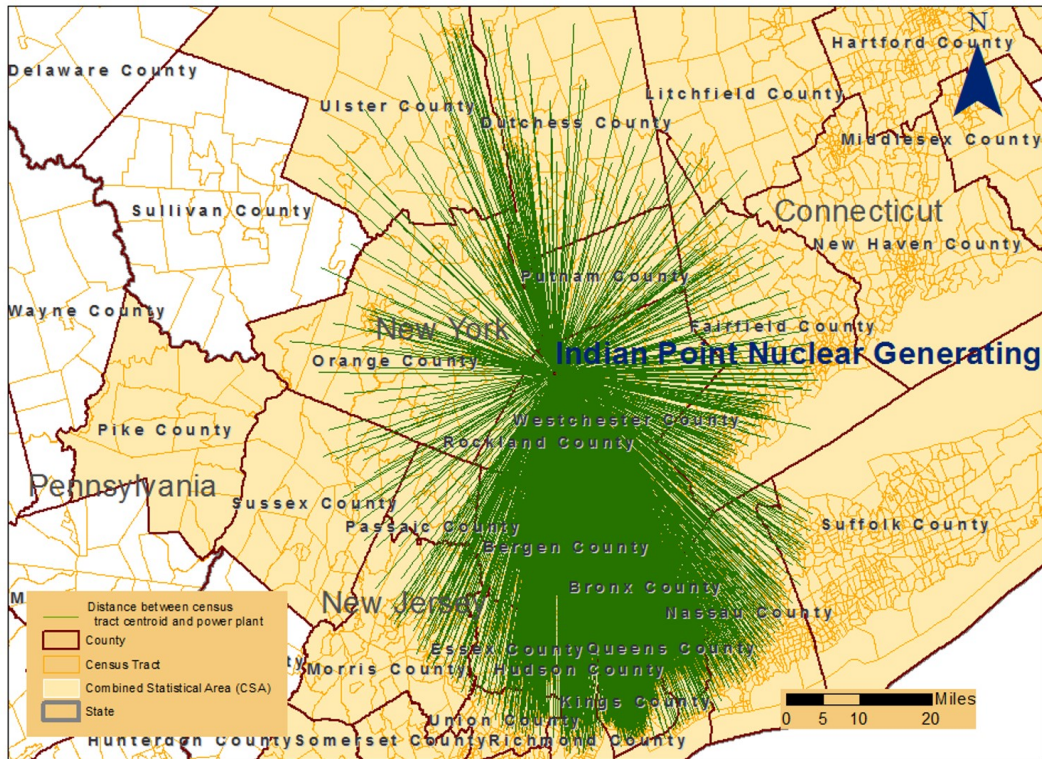 N
Hartford County
Delaware County
Litchfield County
Ulster County
Dutchess County
Middlesex County
Sullivan County
Connecticut
New Haven County
Putnam County
Wayne County
New York
Fairfield County
Indian Point Nuclear Generating
Orange County
Westchester County
Pike County
Rockland County
Pennsylvania
Sussex County
Suffolk County
Passaic County
Bergen County
Bronx County
New Jersey
Nassau County
Essex County
Queens County
Morris County
Hudson County
Kings County
Union County
Hunterdon County
Somerset County
Richmond County
Distance between census
tract centroid and power plant
County
Census Tract
Combined Statistical Area (CSA)
State
Miles
0 5 10 20